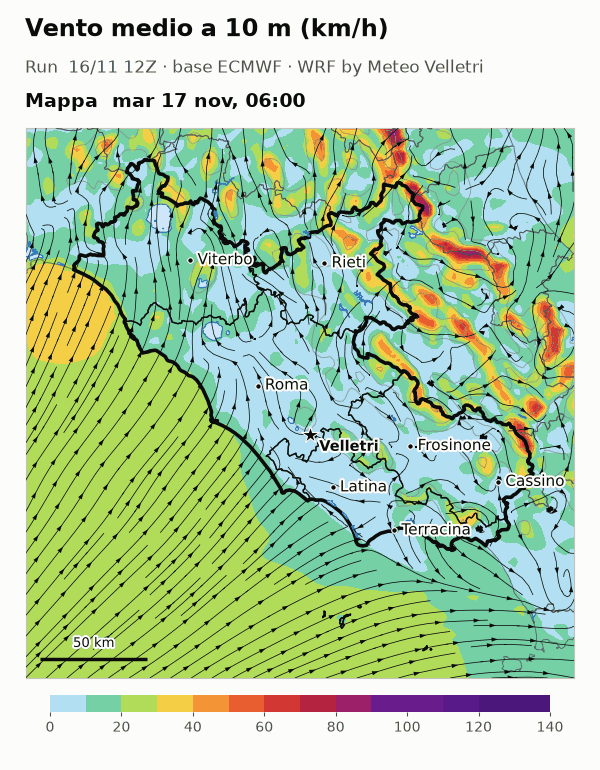 Vento medio a 10 m (km/h)
Run 16/11 12Z · base ECMWF · WRF by Meteo Velletri
Mappa mar 17 nov, 06:00
Viterbo
Rieti
Roma
Velletri
Frosinone
Cassino
Latina
Terracina
50 km
0 20 40 60 80 100 120 140